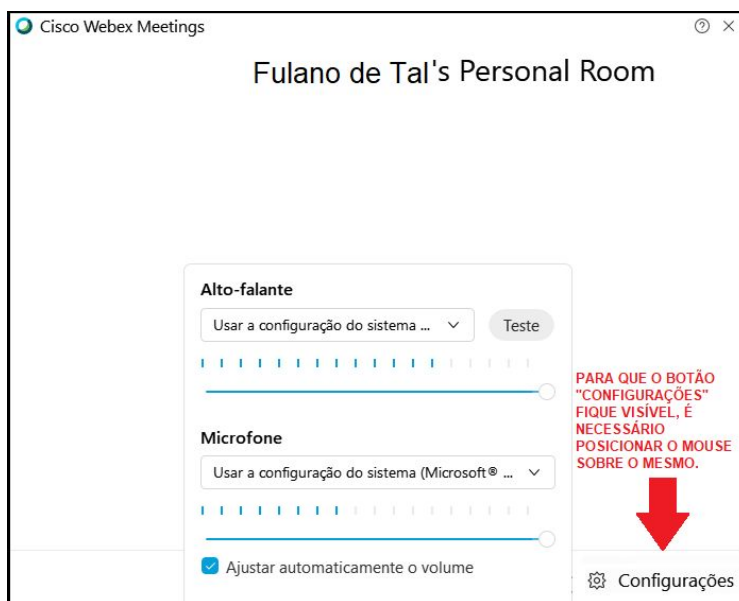 Cisco Webex Meetings
Fulano de Tal's Personal Room
Alto-falante
Usar a configuração do sistema ...
Teste
PARA QUE O BOTÃO
"CONFIGURAÇÕES"
FIQUE VISÍVEL, É
NECESSÁRIO
POSICIONAR O MOUSE
SOBRE O MESMO.
Microfone
Usar a configuração do sistema (Microsoft® ...
Ajustar automaticamente o volume
Configurações